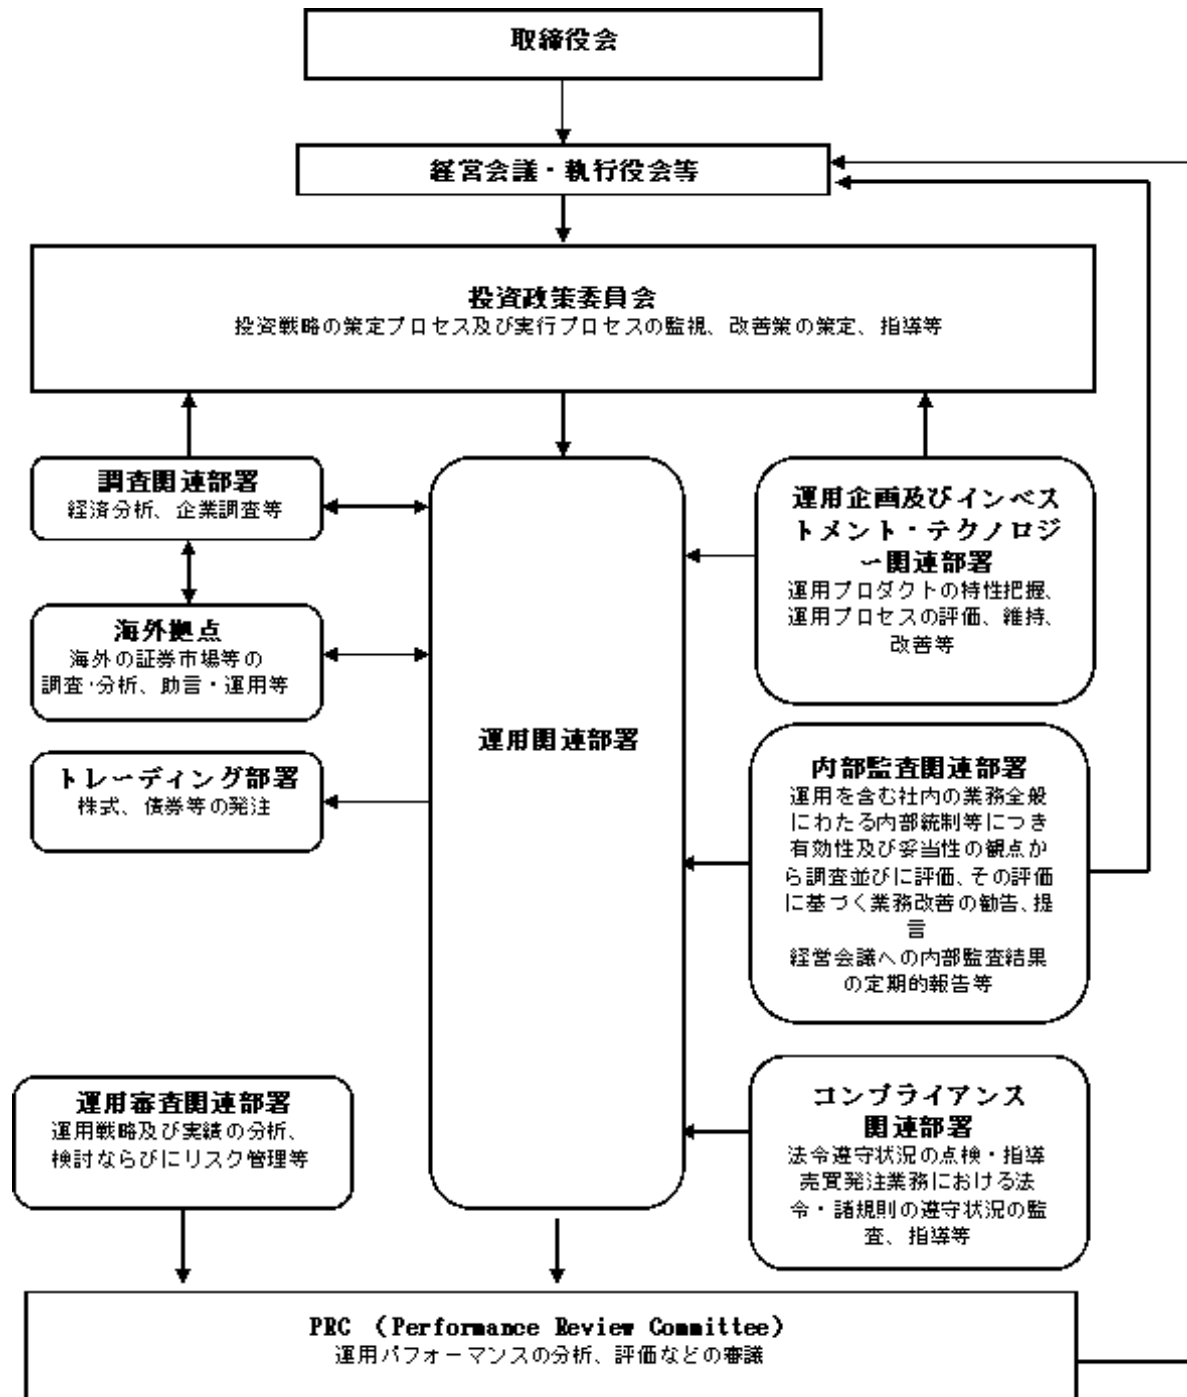 取締役会
経営会議・執行役会等
投資政策委員会
投資戦略の策定プロセス及び実行プロセスの監視、改善策の策定、指導等
調査関連部署
経済分析、企業調査等
海外拠点
海外の証券市場等の
調査・分析、助言・運用等
トレーディング部署
株式、債券等の発注
運用審査関連部署
運用戦略及び実績の分析、
検討ならびにリスク管理等
運用関連部署
運用企画及びインベス
トメント・テクノロジ
ー関連部署
運用プロダクトの特性把握、
運用プロセスの評価、維持、
改善等
内部監査関連部署
運用を含む社内の業務全般
にわたる内部統制等につき
有効性及び妥当性の観点か
ら調査並びに評価、その評価
に基づく業務改善の勧告、提
言
経営会議への内部監査結果
の定期的報告等
コンプライアンス
関連部署
法令遵守状況の点検・指導
売買発注業務における法
令・諸規則の遵守状況の監
査、指導等
PRC （Performance Review Committee）
運用パフォーマンスの分析、評価などの審議